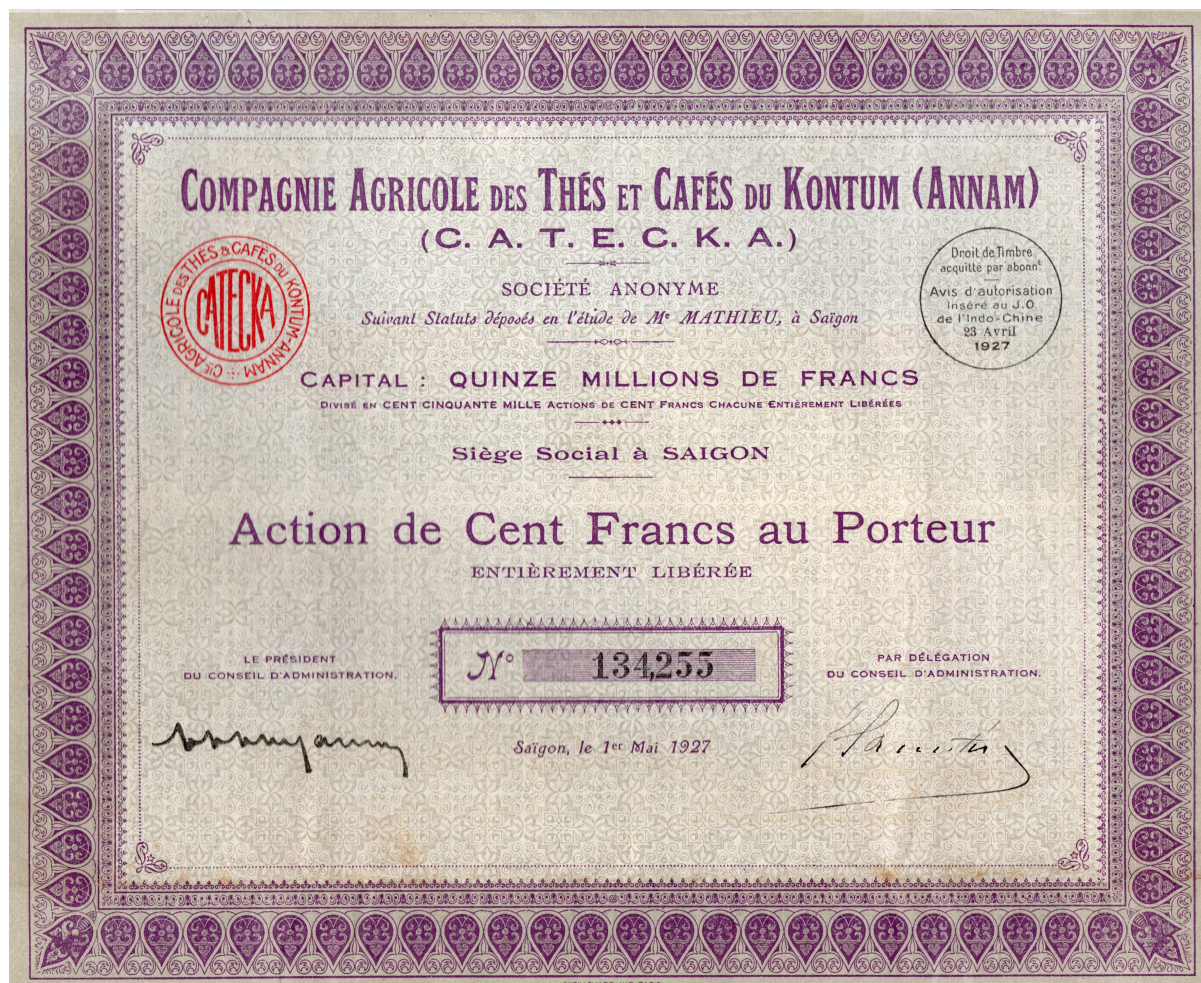 COMPAGNIE AGRICOLE DES THÉS ET CAFÉS DU KONTUM (ANNAM)
(C. A. T. E. C. K. A.)
CIE AGRICOLE DES THÉS & CAFÉS DU KONTUM-ANNAM
CATECKA
Droit de Timbre
acquitté par abonnt
Avis d'autorisation
Inséré au J.O.
de l'Indo-Chine
23 Avril
1927
SOCIÉTÉ ANONYME
Suivant Statuts déposés en l'étude de Me MATHIEU, à Saïgon
CAPITAL : QUINZE MILLIONS DE FRANCS
DIVISÉ EN CENT CINQUANTE MILLE ACTIONS DE CENT FRANCS CHACUNE ENTIÈREMENT LIBÉRÉES
Siège Social à SAIGON
Action de Cent Francs au Porteur
ENTIÈREMENT LIBÉRÉE
LE PRÉSIDENT
DU CONSEIL D'ADMINISTRATION.
No 134,255
PAR DÉLÉGATION
DU CONSEIL D'ADMINISTRATION.
Saïgon, le 1er Mai 1927